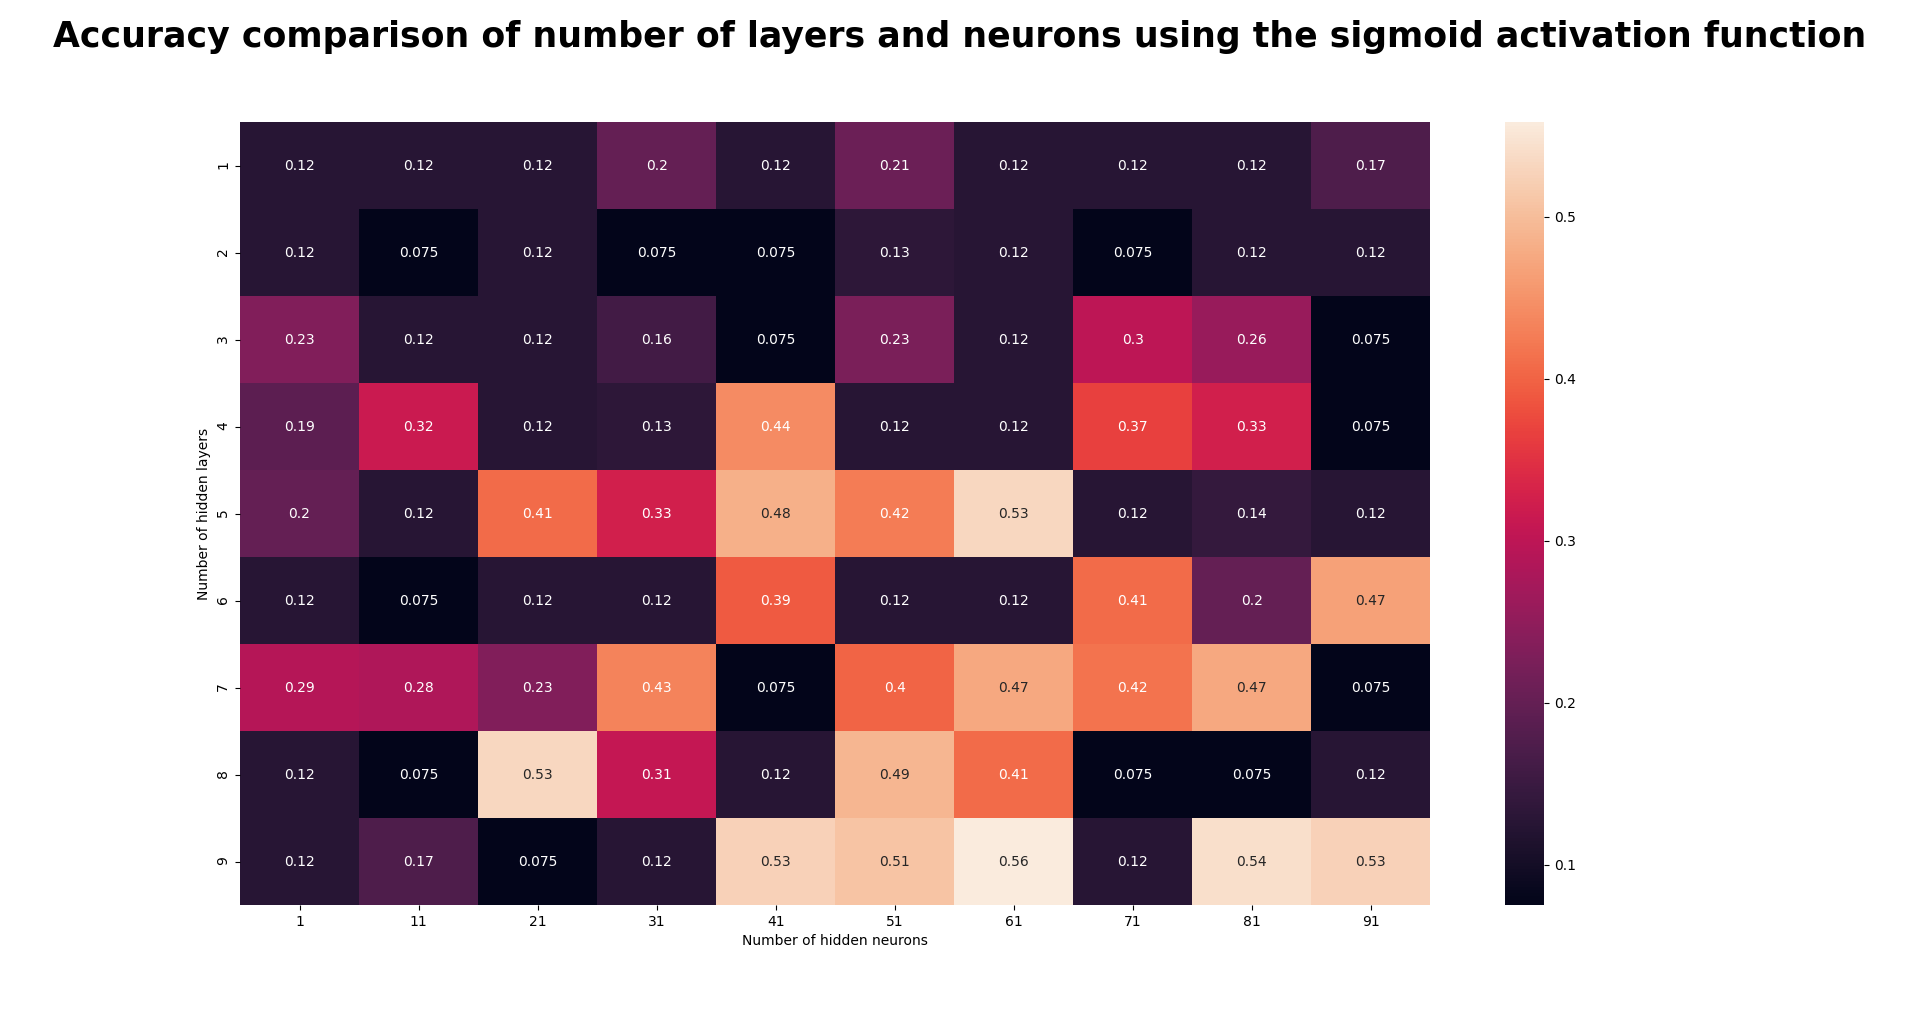 Accuracy comparison of number of layers and neurons using the sigmoid activation function
1 0.12 0.12 0.12 0.2 0.12 0.21 0.12 0.12 0.12 0.17
2 0.12 0.075 0.12 0.075 0.075 0.13 0.12 0.075 0.12 0.12
3 0.23 0.12 0.12 0.16 0.075 0.23 0.12 0.3 0.26 0.075
4 0.19 0.32 0.12 0.13 0.44 0.12 0.12 0.37 0.33 0.075
5 0.2 0.12 0.41 0.33 0.48 0.42 0.53 0.12 0.14 0.12
6 0.12 0.075 0.12 0.12 0.39 0.12 0.12 0.41 0.2 0.47
7 0.29 0.28 0.23 0.43 0.075 0.4 0.47 0.42 0.47 0.075
8 0.12 0.075 0.53 0.31 0.12 0.49 0.41 0.075 0.075 0.12
9 0.12 0.17 0.075 0.12 0.53 0.51 0.56 0.12 0.54 0.53
1 11 21 31 41 51 61 71 81 91
Number of hidden neurons
Number of hidden layers
0.5
0.4
0.3
0.2
0.1